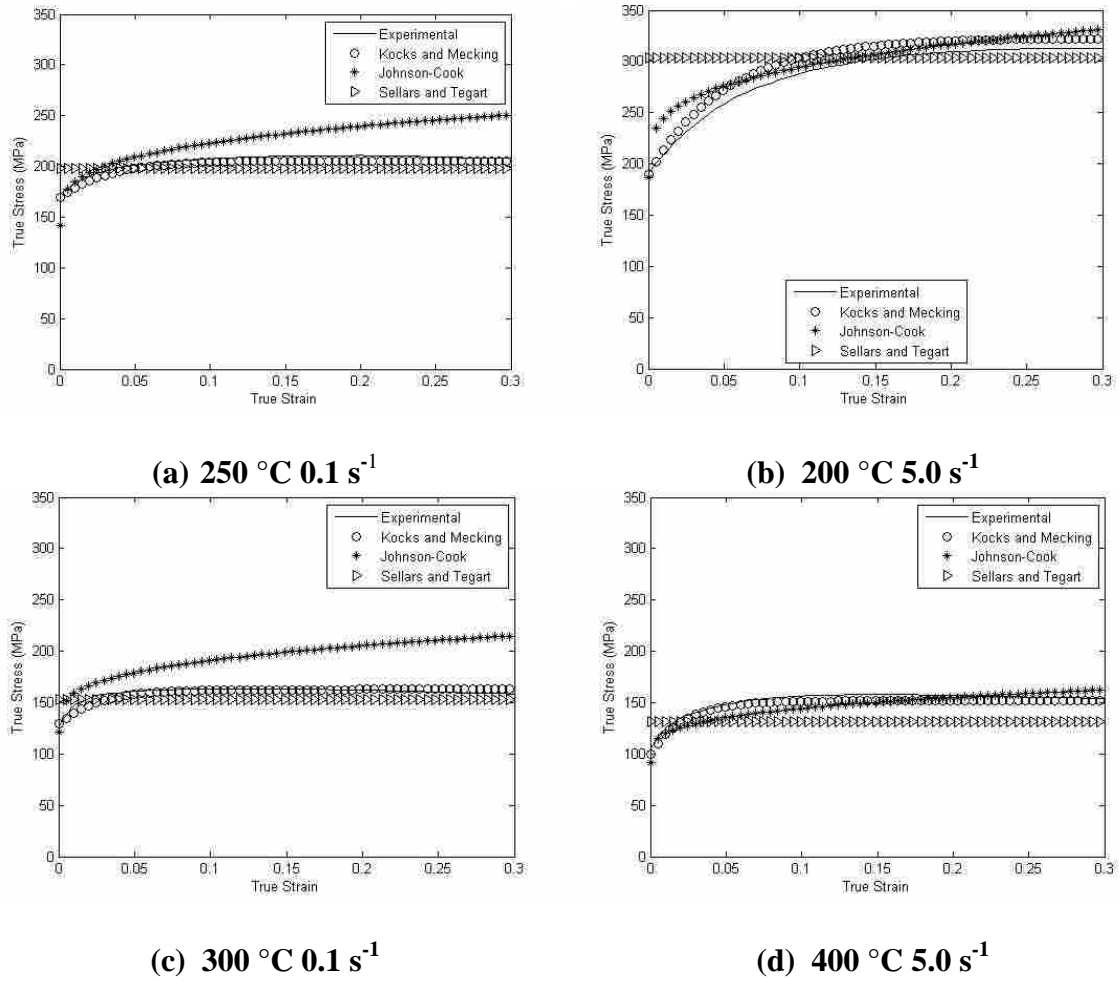 350
300
250
200
150
100
50
0
True Stress (MPa)
Experimental
Kocks and Mecking
Johnson-Cook
Sellars and Tegart
0 0.05 0.1 0.15 0.2 0.25 0.3
True Strain
(a) 250 °C 0.1 s-1
350
300
250
200
150
100
50
0
True Stress (MPa)
Experimental
Kocks and Mecking
Johnson-Cook
Sellars and Tegart
0 0.05 0.1 0.15 0.2 0.25 0.3
True Strain
(b) 200 °C 5.0 s-1
350
300
250
200
150
100
50
0
True Stress (MPa)
Experimental
Kocks and Mecking
Johnson-Cook
Sellars and Tegart
0 0.05 0.1 0.15 0.2 0.25 0.3
True Strain
(c) 300 °C 0.1 s-1
350
300
250
200
150
100
50
0
True Stress (MPa)
Experimental
Kocks and Mecking
Johnson-Cook
Sellars and Tegart
0 0.05 0.1 0.15 0.2 0.25 0.3
True Strain
(d) 400 °C 5.0 s-1